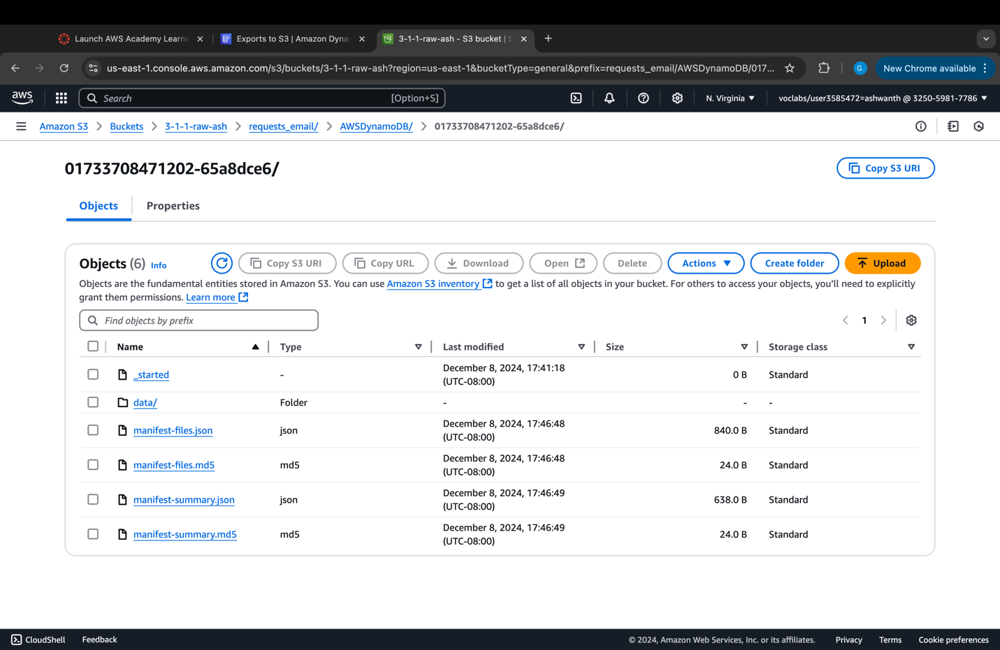 Launch AWS Academy Learne
Exports to S3 | Amazon Dyna
3-1-1-raw-ash - S3 bucket | S
us-east-1.console.aws.amazon.com/s3/buckets/3-1-1-raw-ash?region=us-east-1&bucketType=general&prefix=requests_email/AWSDynamoDB/017...
G.
New Chrome available
aws
Search
[Option+S]
N. Virginia
voclabs/user3585472=ashwanth @ 3250-5981-7786
Amazon S3
Buckets
3-1-1-raw-ash
requests_email/
AWSDynamoDB/
01733708471202-65a8dce6/
01733708471202-65a8dce6/
Copy S3 URI
Objects
Properties
Objects (6) Info
Copy S3 URI
Copy URL
Download
Open
Delete
Actions
Create folder
Upload
Objects are the fundamental entities stored in Amazon S3. You can use Amazon S3 inventory to get a list of all objects in your bucket. For others to access your objects, you'll need to explicitly
grant them permissions. Learn more
Find objects by prefix
1
Name Type Last modified Size Storage class
_started - December 8, 2024, 17:41:18 (UTC-08:00) 0 B Standard
data/ Folder - - -
manifest-files.json json December 8, 2024, 17:46:48 (UTC-08:00) 840.0 B Standard
manifest-files.md5 md5 December 8, 2024, 17:46:48 (UTC-08:00) 24.0 B Standard
manifest-summary.json json December 8, 2024, 17:46:49 (UTC-08:00) 638.0 B Standard
manifest-summary.md5 md5 December 8, 2024, 17:46:49 (UTC-08:00) 24.0 B Standard
CloudShell
Feedback
© 2024, Amazon Web Services, Inc. or its affiliates.
Privacy
Terms
Cookie preferences